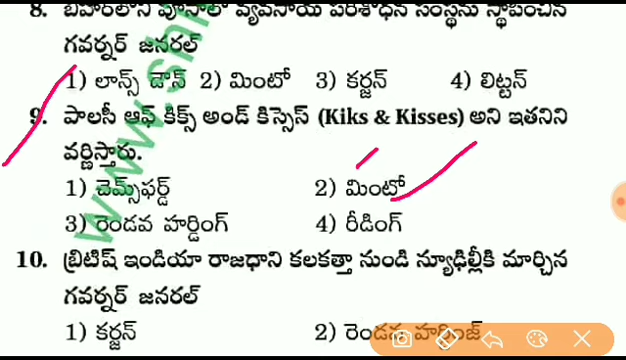 8. బీహార్‌లోని పూసాలో వ్యవసాయ పరిశోధన సంస్థను స్థాపించిన
గవర్నర్ జనరల్
1) లాన్స్ డౌన్ 2) మింటో 3) కర్జన్ 4) లిట్టన్
9. పాలసీ ఆఫ్ కిక్స్ అండ్ కిస్సెస్ (Kiks & Kisses) అని ఇతనిని
వర్ణిస్తారు.
1) చెమ్స్‌ఫర్డ్ 2) మింటో
3) రెండవ హర్డింగ్ 4) రీడింగ్
10. బ్రిటిష్ ఇండియా రాజధాని కలకత్తా నుండి న్యూఢిల్లీకి మార్చిన
గవర్నర్ జనరల్
1) కర్జన్ 2) రెండవ హర్డింజ్